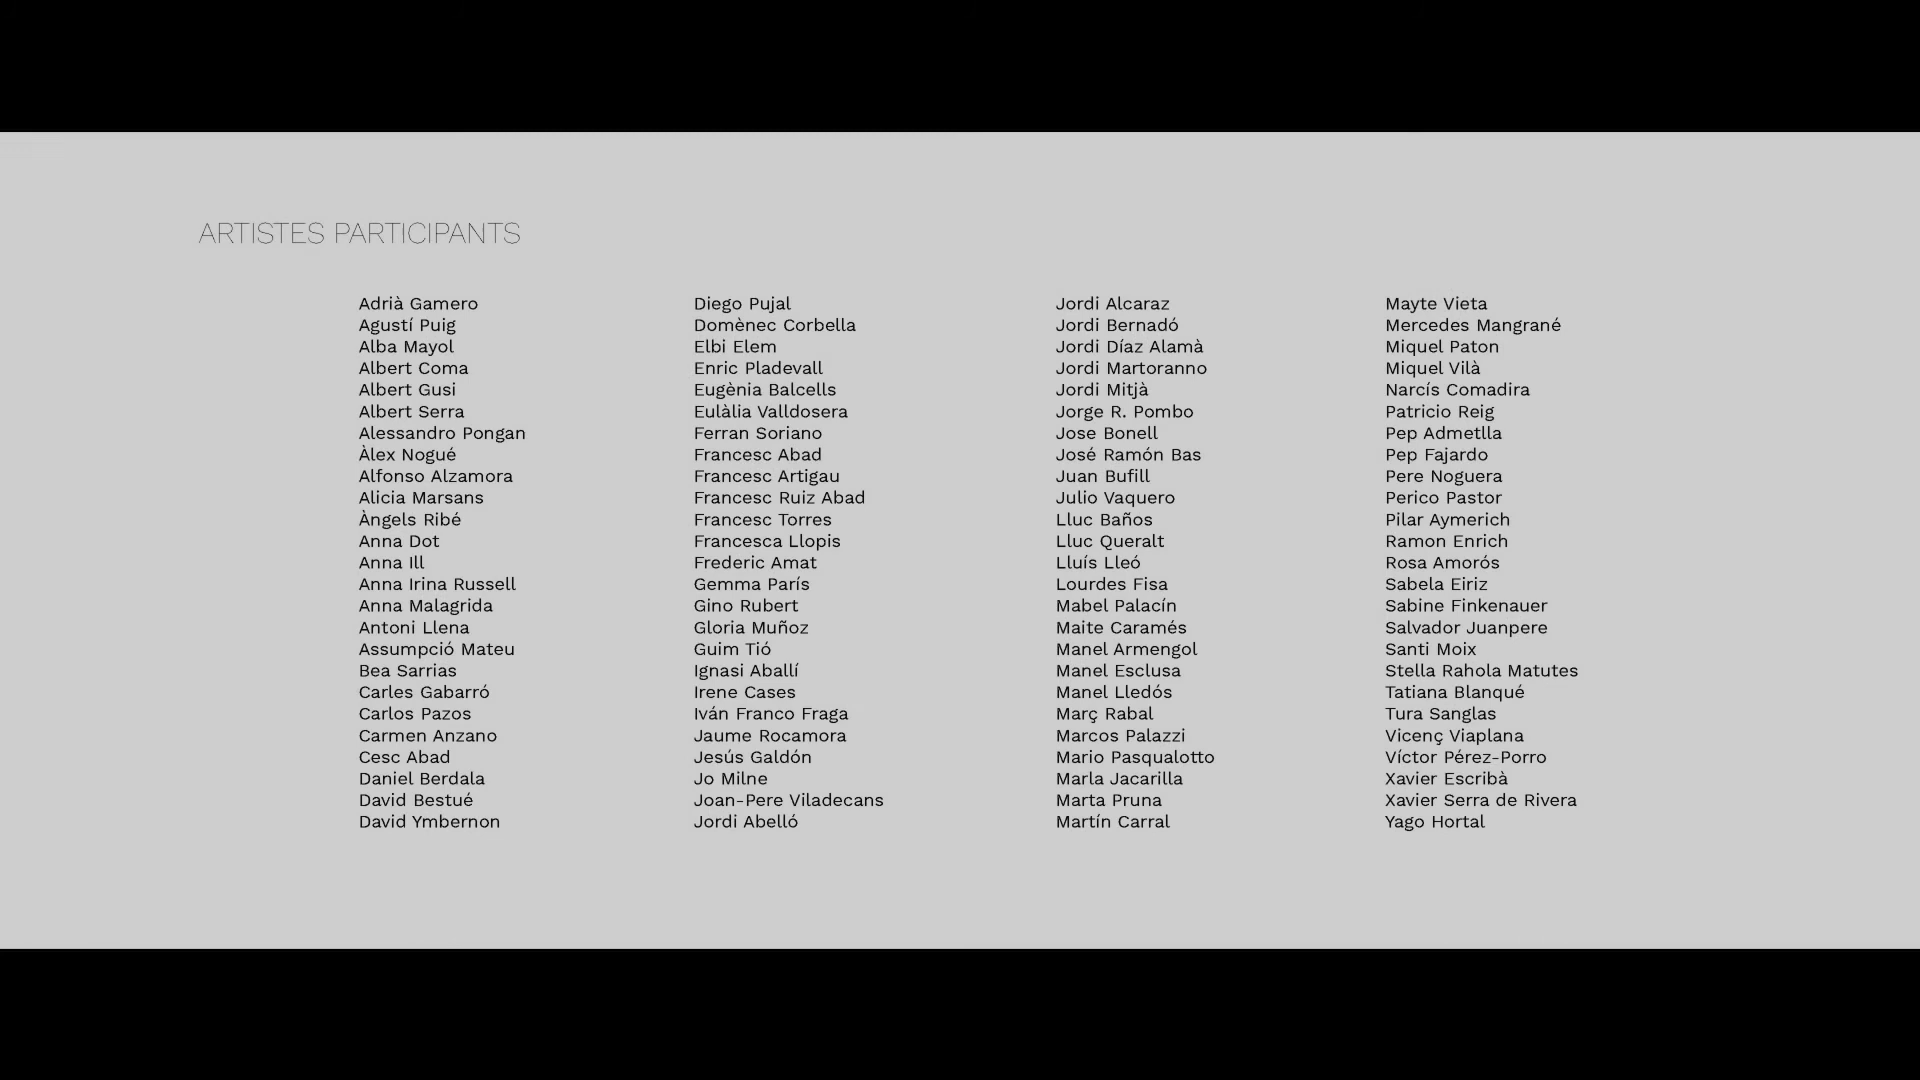 ARTISTES PARTICIPANTS
Adrià Gamero
Agustí Puig
Alba Mayol
Albert Coma
Albert Gusi
Albert Serra
Alessandro Pongan
Àlex Nogué
Alfonso Alzamora
Alicia Marsans
Àngels Ribé
Anna Dot
Anna Ill
Anna Irina Russell
Anna Malagrida
Antoni Llena
Assumpció Mateu
Bea Sarrias
Carles Gabarró
Carlos Pazos
Carmen Anzano
Cesc Abad
Daniel Berdala
David Bestué
David Ymbernon
Diego Pujal
Domènec Corbella
Elbi Elem
Enric Pladevall
Eugènia Balcells
Eulàlia Valldosera
Ferran Soriano
Francesc Abad
Francesc Artigau
Francesc Ruiz Abad
Francesc Torres
Francesca Llopis
Frederic Amat
Gemma París
Gino Rubert
Gloria Muñoz
Guim Tió
Ignasi Aballí
Irene Cases
Iván Franco Fraga
Jaume Rocamora
Jesús Galdón
Jo Milne
Joan-Pere Viladecans
Jordi Abelló
Jordi Alcaraz
Jordi Bernadó
Jordi Díaz Alamà
Jordi Martoranno
Jordi Mitjà
Jorge R. Pombo
Jose Bonell
José Ramón Bas
Juan Bufill
Julio Vaquero
Lluc Baños
Lluc Queralt
Lluís Lleó
Lourdes Fisa
Mabel Palacín
Maite Caramés
Manel Armengol
Manel Esclusa
Manel Lledós
Març Rabal
Marcos Palazzi
Mario Pasqualotto
Marla Jacarilla
Marta Pruna
Martín Carral
Mayte Vieta
Mercedes Mangrané
Miquel Paton
Miquel Vilà
Narcís Comadira
Patricio Reig
Pep Admetlla
Pep Fajardo
Pere Noguera
Perico Pastor
Pilar Aymerich
Ramon Enrich
Rosa Amorós
Sabela Eiriz
Sabine Finkenauer
Salvador Juanpere
Santi Moix
Stella Rahola Matutes
Tatiana Blanqué
Tura Sanglas
Vicenç Viaplana
Víctor Pérez-Porro
Xavier Escribà
Xavier Serra de Rivera
Yago Hortal